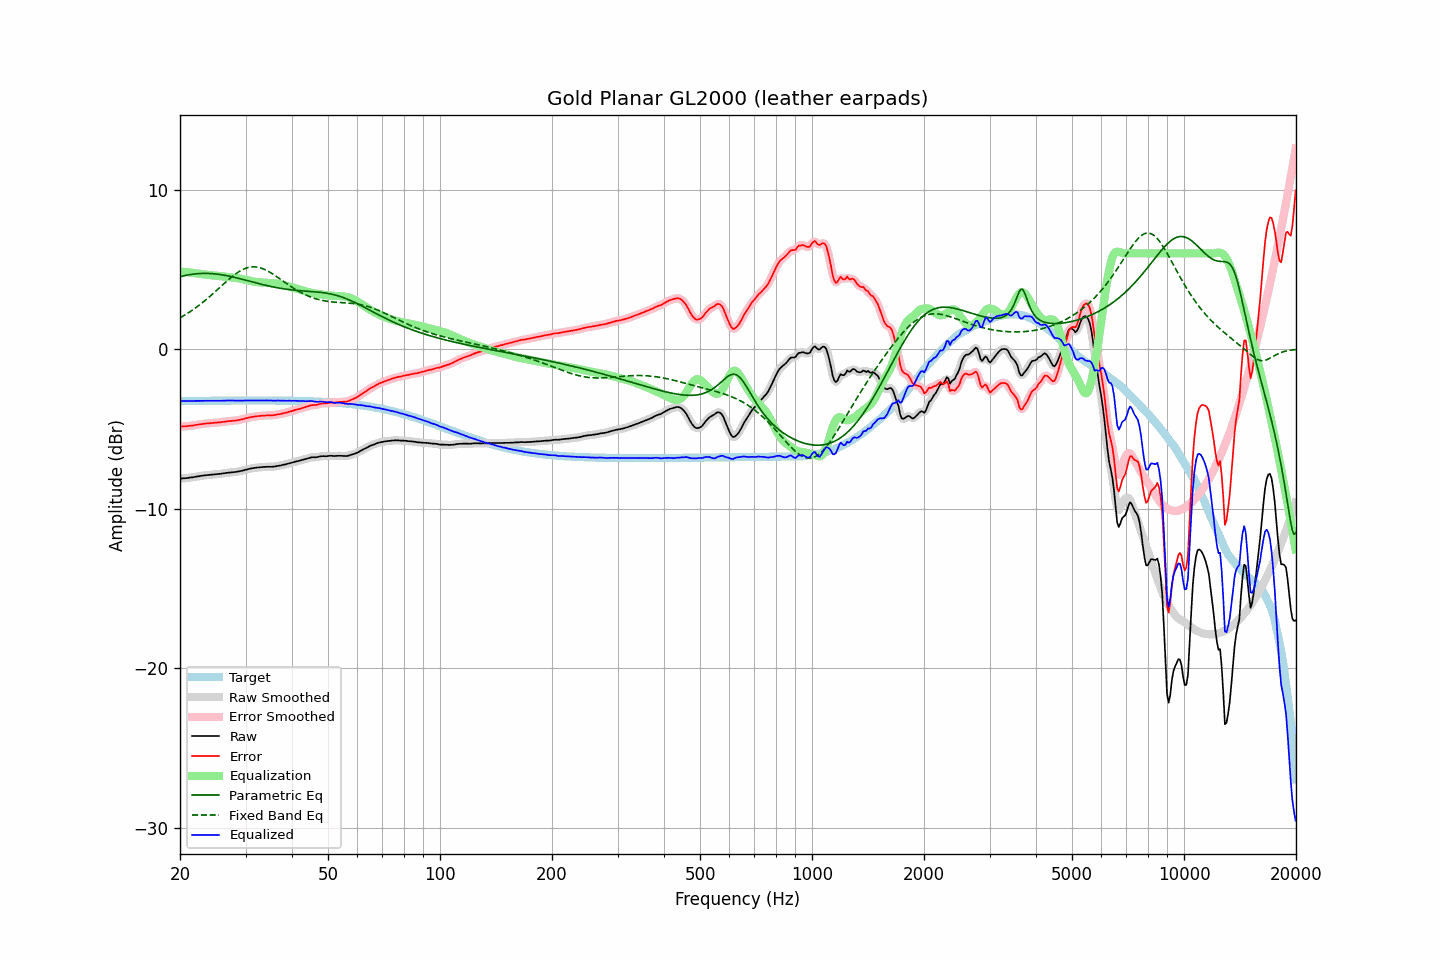 Gold Planar GL2000 (leather earpads)
Amplitude (dBr)
10
0
−10
−20
−30
Target
Raw Smoothed
Error Smoothed
Raw
Error
Equalization
Parametric Eq
Fixed Band Eq
Equalized
20 50 100 200 500 1000 2000 5000 10000 20000
Frequency (Hz)